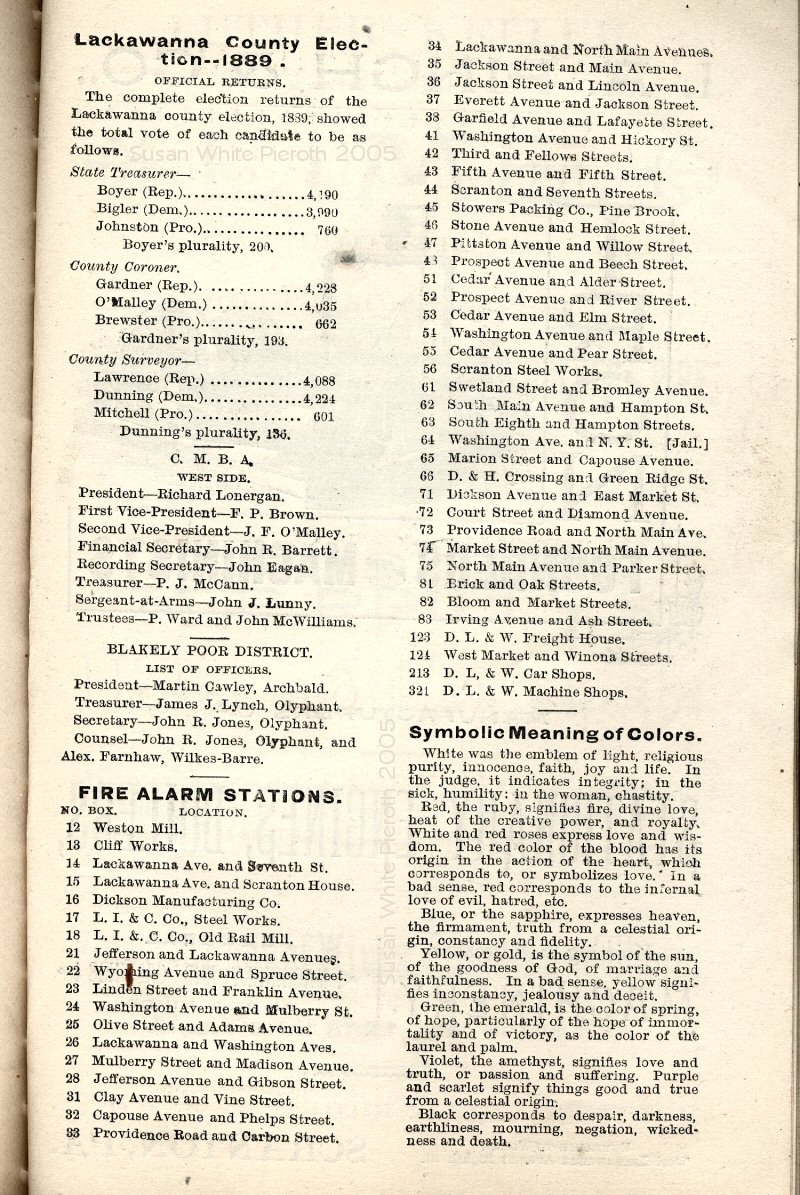 Lackawanna County Elec-
tion--1889 .
OFFICIAL RETURNS.
The complete election returns of the
Lackawanna county election, 1889, showed
the total vote of each candidate to be as
follows.
Susan White Pieroth 2005
State Treasurer—
Boyer (Rep.)....................4,190
Bigler (Dem.)...................3,990
Johnston (Pro.)................ 760
Boyer's plurality, 200.
County Coroner.
Gardner (Rep.). ...............4,228
O'Malley (Dem.) ...............4,035
Brewster (Pro.)................ 662
Gardner's plurality, 193.
County Surveyor—
Lawrence (Rep.) ..............4,088
Dunning (Dem.)...............4,224
Mitchell (Pro.)................ 601
Dunning's plurality, 136.
C. M. B. A.
WEST SIDE.
President—Richard Lonergan.
First Vice-President—F. P. Brown.
Second Vice-President—J. F. O'Malley.
Financial Secretary—John R. Barrett.
Recording Secretary—John Eagan.
Treasurer—P. J. McCann.
Sergeant-at-Arms—John J. Lunny.
Trustees—P. Ward and John McWilliams.
BLAKELY POOR DISTRICT.
LIST OF OFFICERS.
President—Martin Cawley, Archbald.
Treasurer—James J. Lynch, Olyphant.
Secretary—John R. Jones, Olyphant.
Counsel—John R. Jones, Olyphant, and
Alex. Farnhaw, Wilkes-Barre.
FIRE ALARM STATIONS.
NO. BOX. LOCATION.
12 Weston Mill.
13 Cliff Works.
14 Lackawanna Ave. and Seventh St.
15 Lackawanna Ave. and Scranton House.
16 Dickson Manufacturing Co.
17 L. I. & C. Co., Steel Works.
18 L. I. &. C. Co., Old Rail Mill.
21 Jefferson and Lackawanna Avenues.
22 Wyoming Avenue and Spruce Street.
23 Linden Street and Franklin Avenue.
24 Washington Avenue and Mulberry St.
25 Olive Street and Adams Avenue.
26 Lackawanna and Washington Aves.
27 Mulberry Street and Madison Avenue.
28 Jefferson Avenue and Gibson Street.
31 Clay Avenue and Vine Street.
32 Capouse Avenue and Phelps Street.
33 Providence Road and Carbon Street.
34 Lackawanna and North Main Avenues.
35 Jackson Street and Main Avenue.
36 Jackson Street and Lincoln Avenue.
37 Everett Avenue and Jackson Street.
38 Garfield Avenue and Lafayette Street.
41 Washington Avenue and Hickory St.
42 Third and Fellows Streets.
43 Fifth Avenue and Fifth Street.
44 Scranton and Seventh Streets.
45 Stowers Packing Co., Pine Brook.
46 Stone Avenue and Hemlock Street.
47 Pittston Avenue and Willow Street.
48 Prospect Avenue and Beech Street.
51 Cedar Avenue and Alder Street.
52 Prospect Avenue and River Street.
53 Cedar Avenue and Elm Street.
54 Washington Avenue and Maple Street.
55 Cedar Avenue and Pear Street.
56 Scranton Steel Works.
61 Swetland Street and Bromley Avenue.
62 South Main Avenue and Hampton St.
63 South Eighth and Hampton Streets.
64 Washington Ave. and N. Y. St. [Jail.]
65 Marion Street and Capouse Avenue.
66 D. & H. Crossing and Green Ridge St.
71 Dickson Avenue and East Market St.
72 Court Street and Diamond Avenue.
73 Providence Road and North Main Ave.
74 Market Street and North Main Avenue.
75 North Main Avenue and Parker Street.
81 Brick and Oak Streets.
82 Bloom and Market Streets.
83 Irving Avenue and Ash Street.
123 D. L. & W. Freight House.
124 West Market and Winona Streets.
213 D. L, & W. Car Shops.
321 D. L. & W. Machine Shops.
Symbolic Meaning of Colors.
White was the emblem of light, religious
purity, innocence, faith, joy and life. In
the judge, it indicates integrity; in the
sick, humility; in the woman, chastity.
Red, the ruby, signifies fire, divine love,
heat of the creative power, and royalty.
White and red roses express love and wis-
dom. The red color of the blood has its
origin in the action of the heart, which
corresponds to, or symbolizes love. In a
bad sense, red corresponds to the infernal
love of evil, hatred, etc.
Blue, or the sapphire, expresses heaven,
the firmament, truth from a celestial ori-
gin, constancy and fidelity.
Yellow, or gold, is the symbol of the sun,
of the goodness of God, of marriage and
faithfulness. In a bad sense, yellow signi-
fies inconstancy, jealousy and deceit.
Green, the emerald, is the color of spring,
of hope, particularly of the hope of immor-
tality and of victory, as the color of the
laurel and palm.
Violet, the amethyst, signifies love and
truth, or passion and suffering. Purple
and scarlet signify things good and true
from a celestial origin.
Black corresponds to despair, darkness,
earthliness, mourning, negation, wicked-
ness and death.
Susan White Pieroth 2005